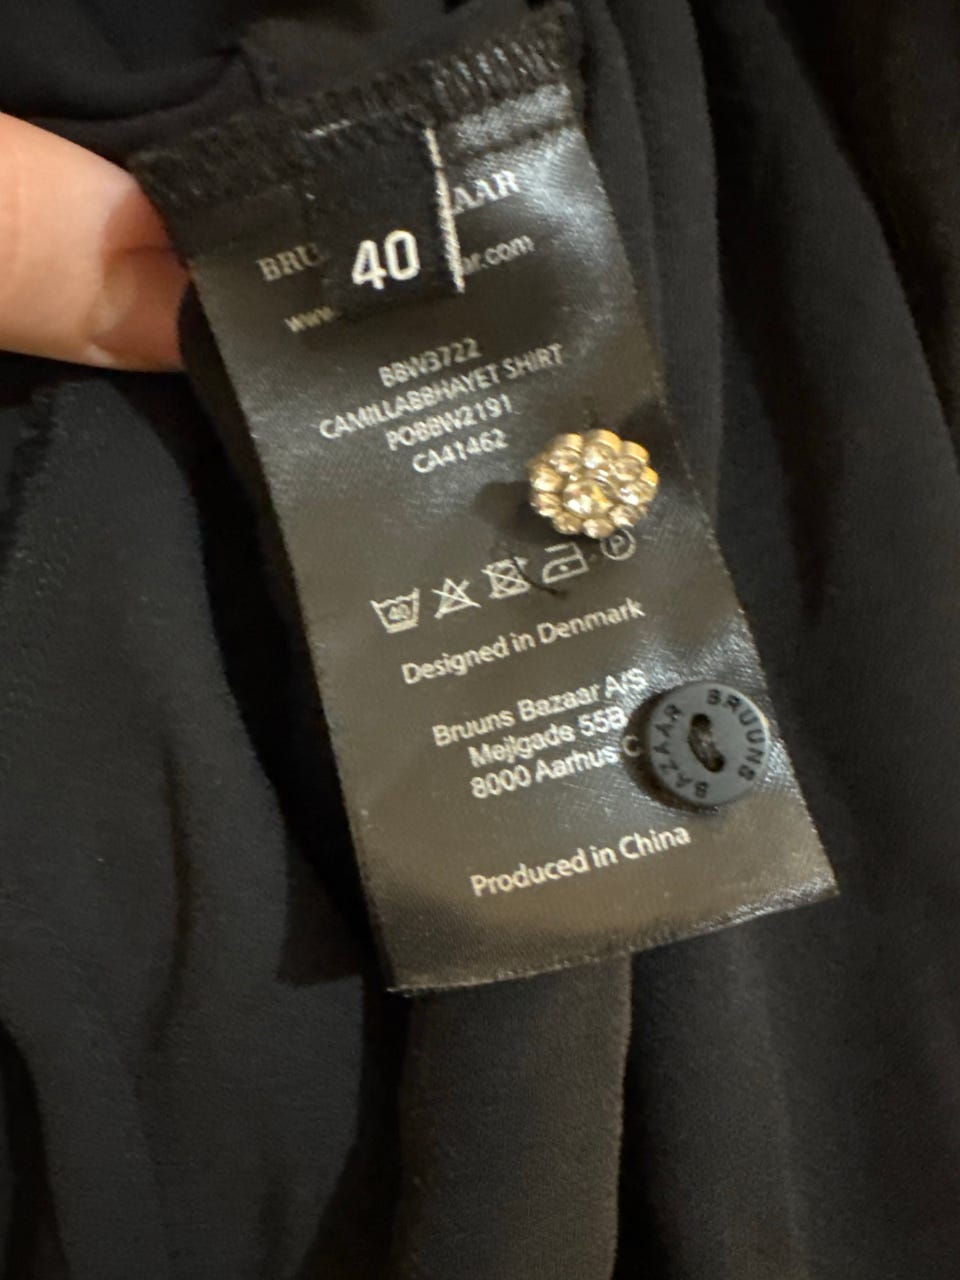 BRU
AAR
40
www.
ar.com
BBW3722
CAMILLABBHAYET SHIRT
POBBW2191
CA41462
40
P
Designed in Denmark
Bruuns Bazaar A/S
Mejlgade 55B
8000 Aarhus C.
BRUUNS BAZAAR
Produced in China